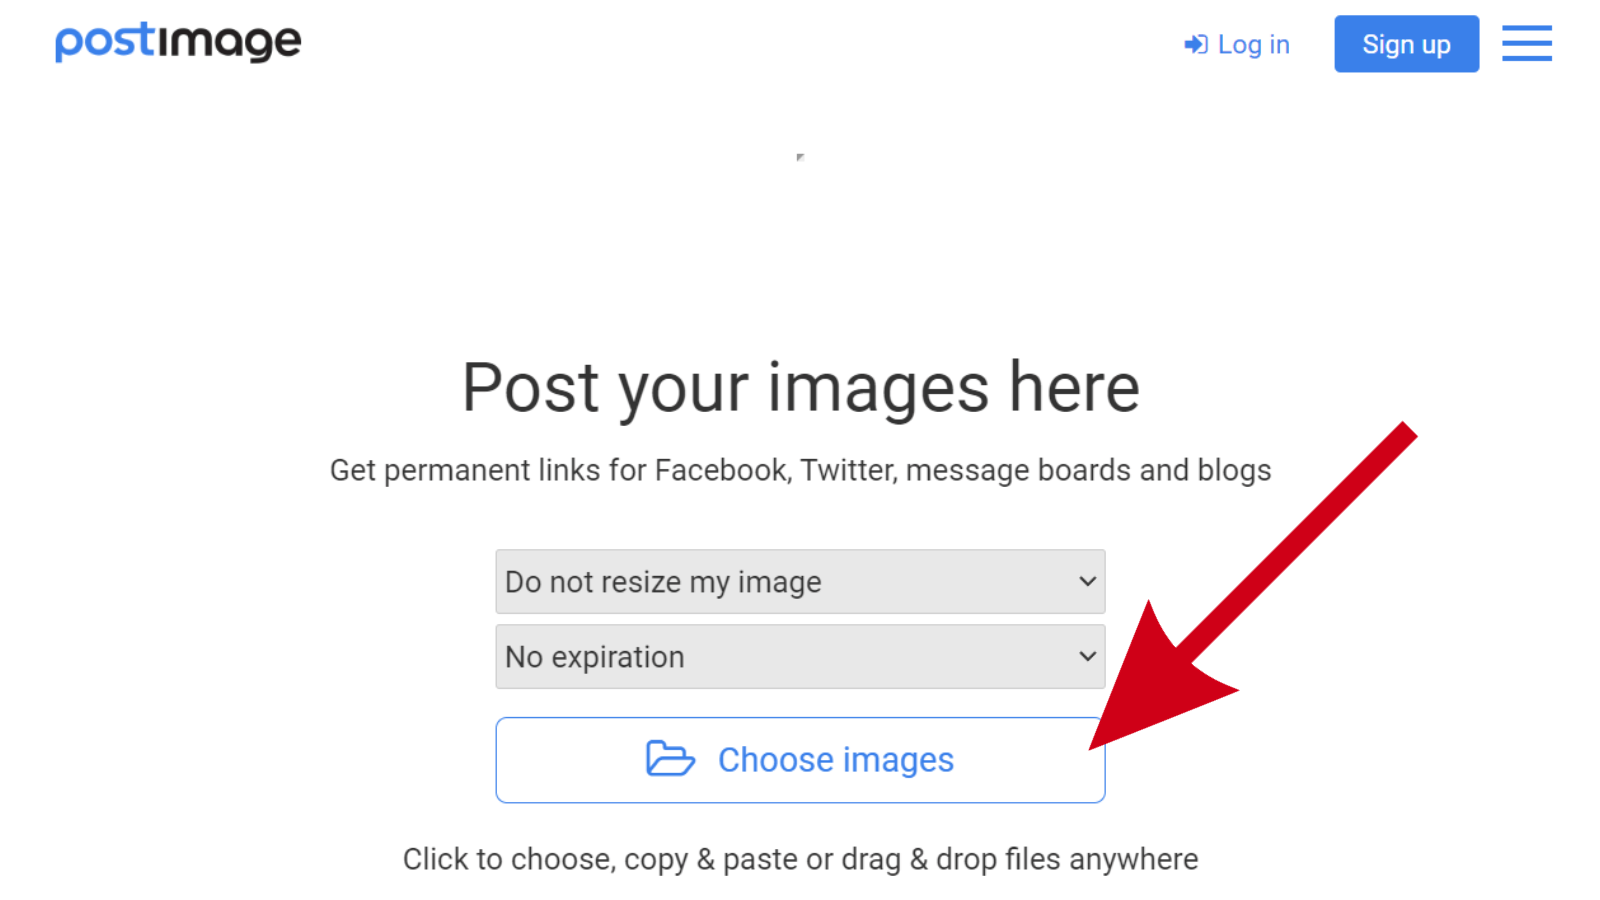 postimage
Log in
Sign up
Post your images here
Get permanent links for Facebook, Twitter, message boards and blogs
Do not resize my image
No expiration
Choose images
Click to choose, copy & paste or drag & drop files anywhere